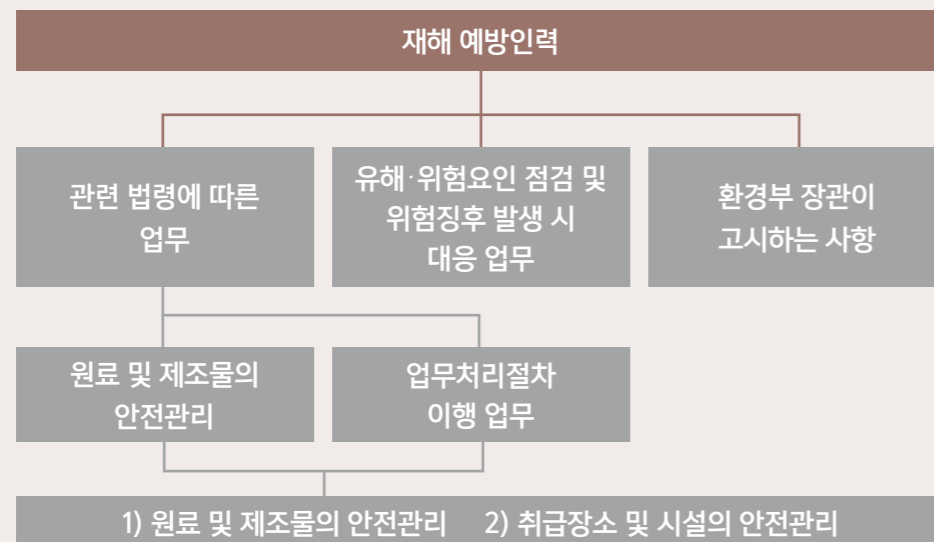 재해 예방인력
관련 법령에 따른
업무
유해·위험요인 점검 및
위험징후 발생 시
대응 업무
환경부 장관이
고시하는 사항
원료 및 제조물의
안전관리
업무처리절차
이행 업무
1) 원료 및 제조물의 안전관리 2) 취급장소 및 시설의 안전관리